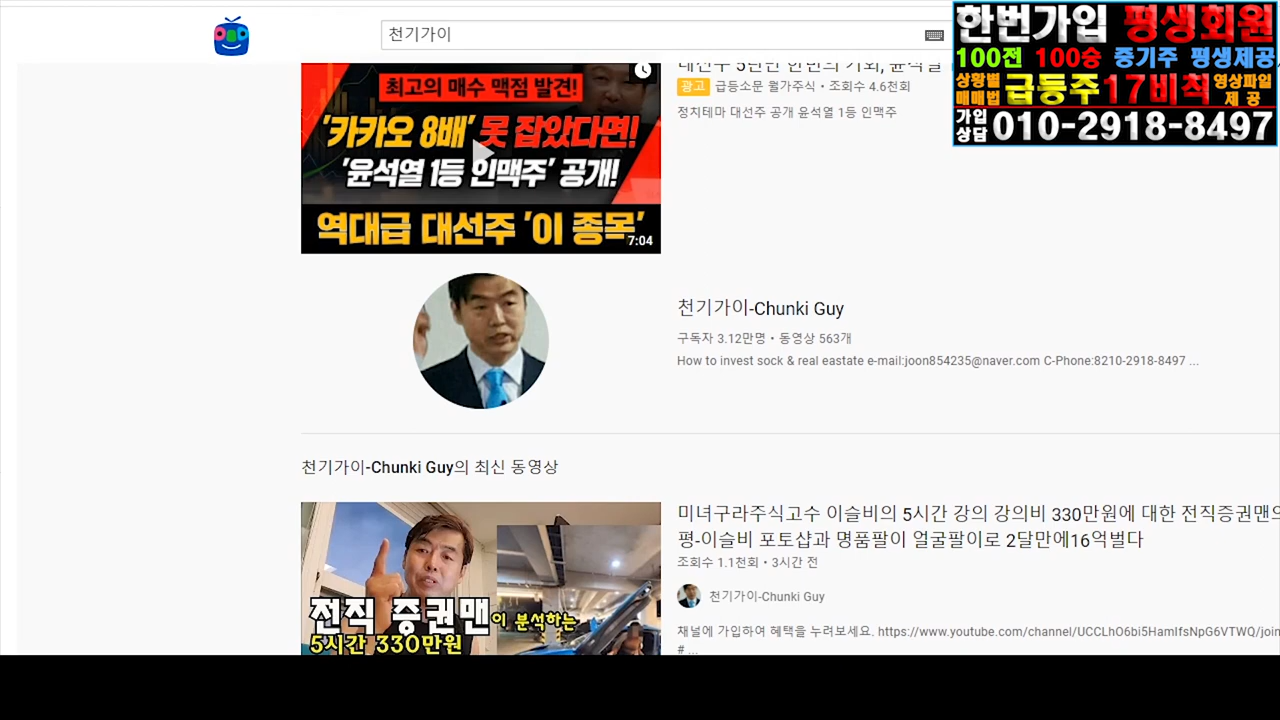 천기가이
한번가입 평생회원
100전 100승 중기주 평생제공
상황별 매매법 급등주17비칙 영상파일 제 공
가입 상담 010-2918-8497
최고의 매수 맥점 발견!
'카카오 8배' 못 잡았다면!
'윤석열 1등 인맥주' 공개!
역대급 대선주 '이 종목'
7:04
대선주 5년만 한번의 기회, 윤석열
광고 급등소문 월가주식 • 조회수 4.6천회
정치테마 대선주 공개 윤석열 1등 인맥주
천기가이-Chunki Guy
구독자 3.12만명 • 동영상 563개
How to invest sock & real eastate e-mail:joon854235@naver.com C-Phone:8210-2918-8497 ...
천기가이-Chunki Guy의 최신 동영상
전직 증권맨이 분석하는
5시간 330만원
미녀구라주식고수 이슬비의 5시간 강의 강의비 330만원에 대한 전직증권맨의
평-이슬비 포토샵과 명품팔이 얼굴팔이로 2달만에16억벌다
조회수 1.1천회 • 3시간 전
천기가이-Chunki Guy
채널에 가입하여 혜택을 누려보세요. https://www.youtube.com/channel/UCCLhO6bi5HamIfsNpG6VTWQ/join
# ...